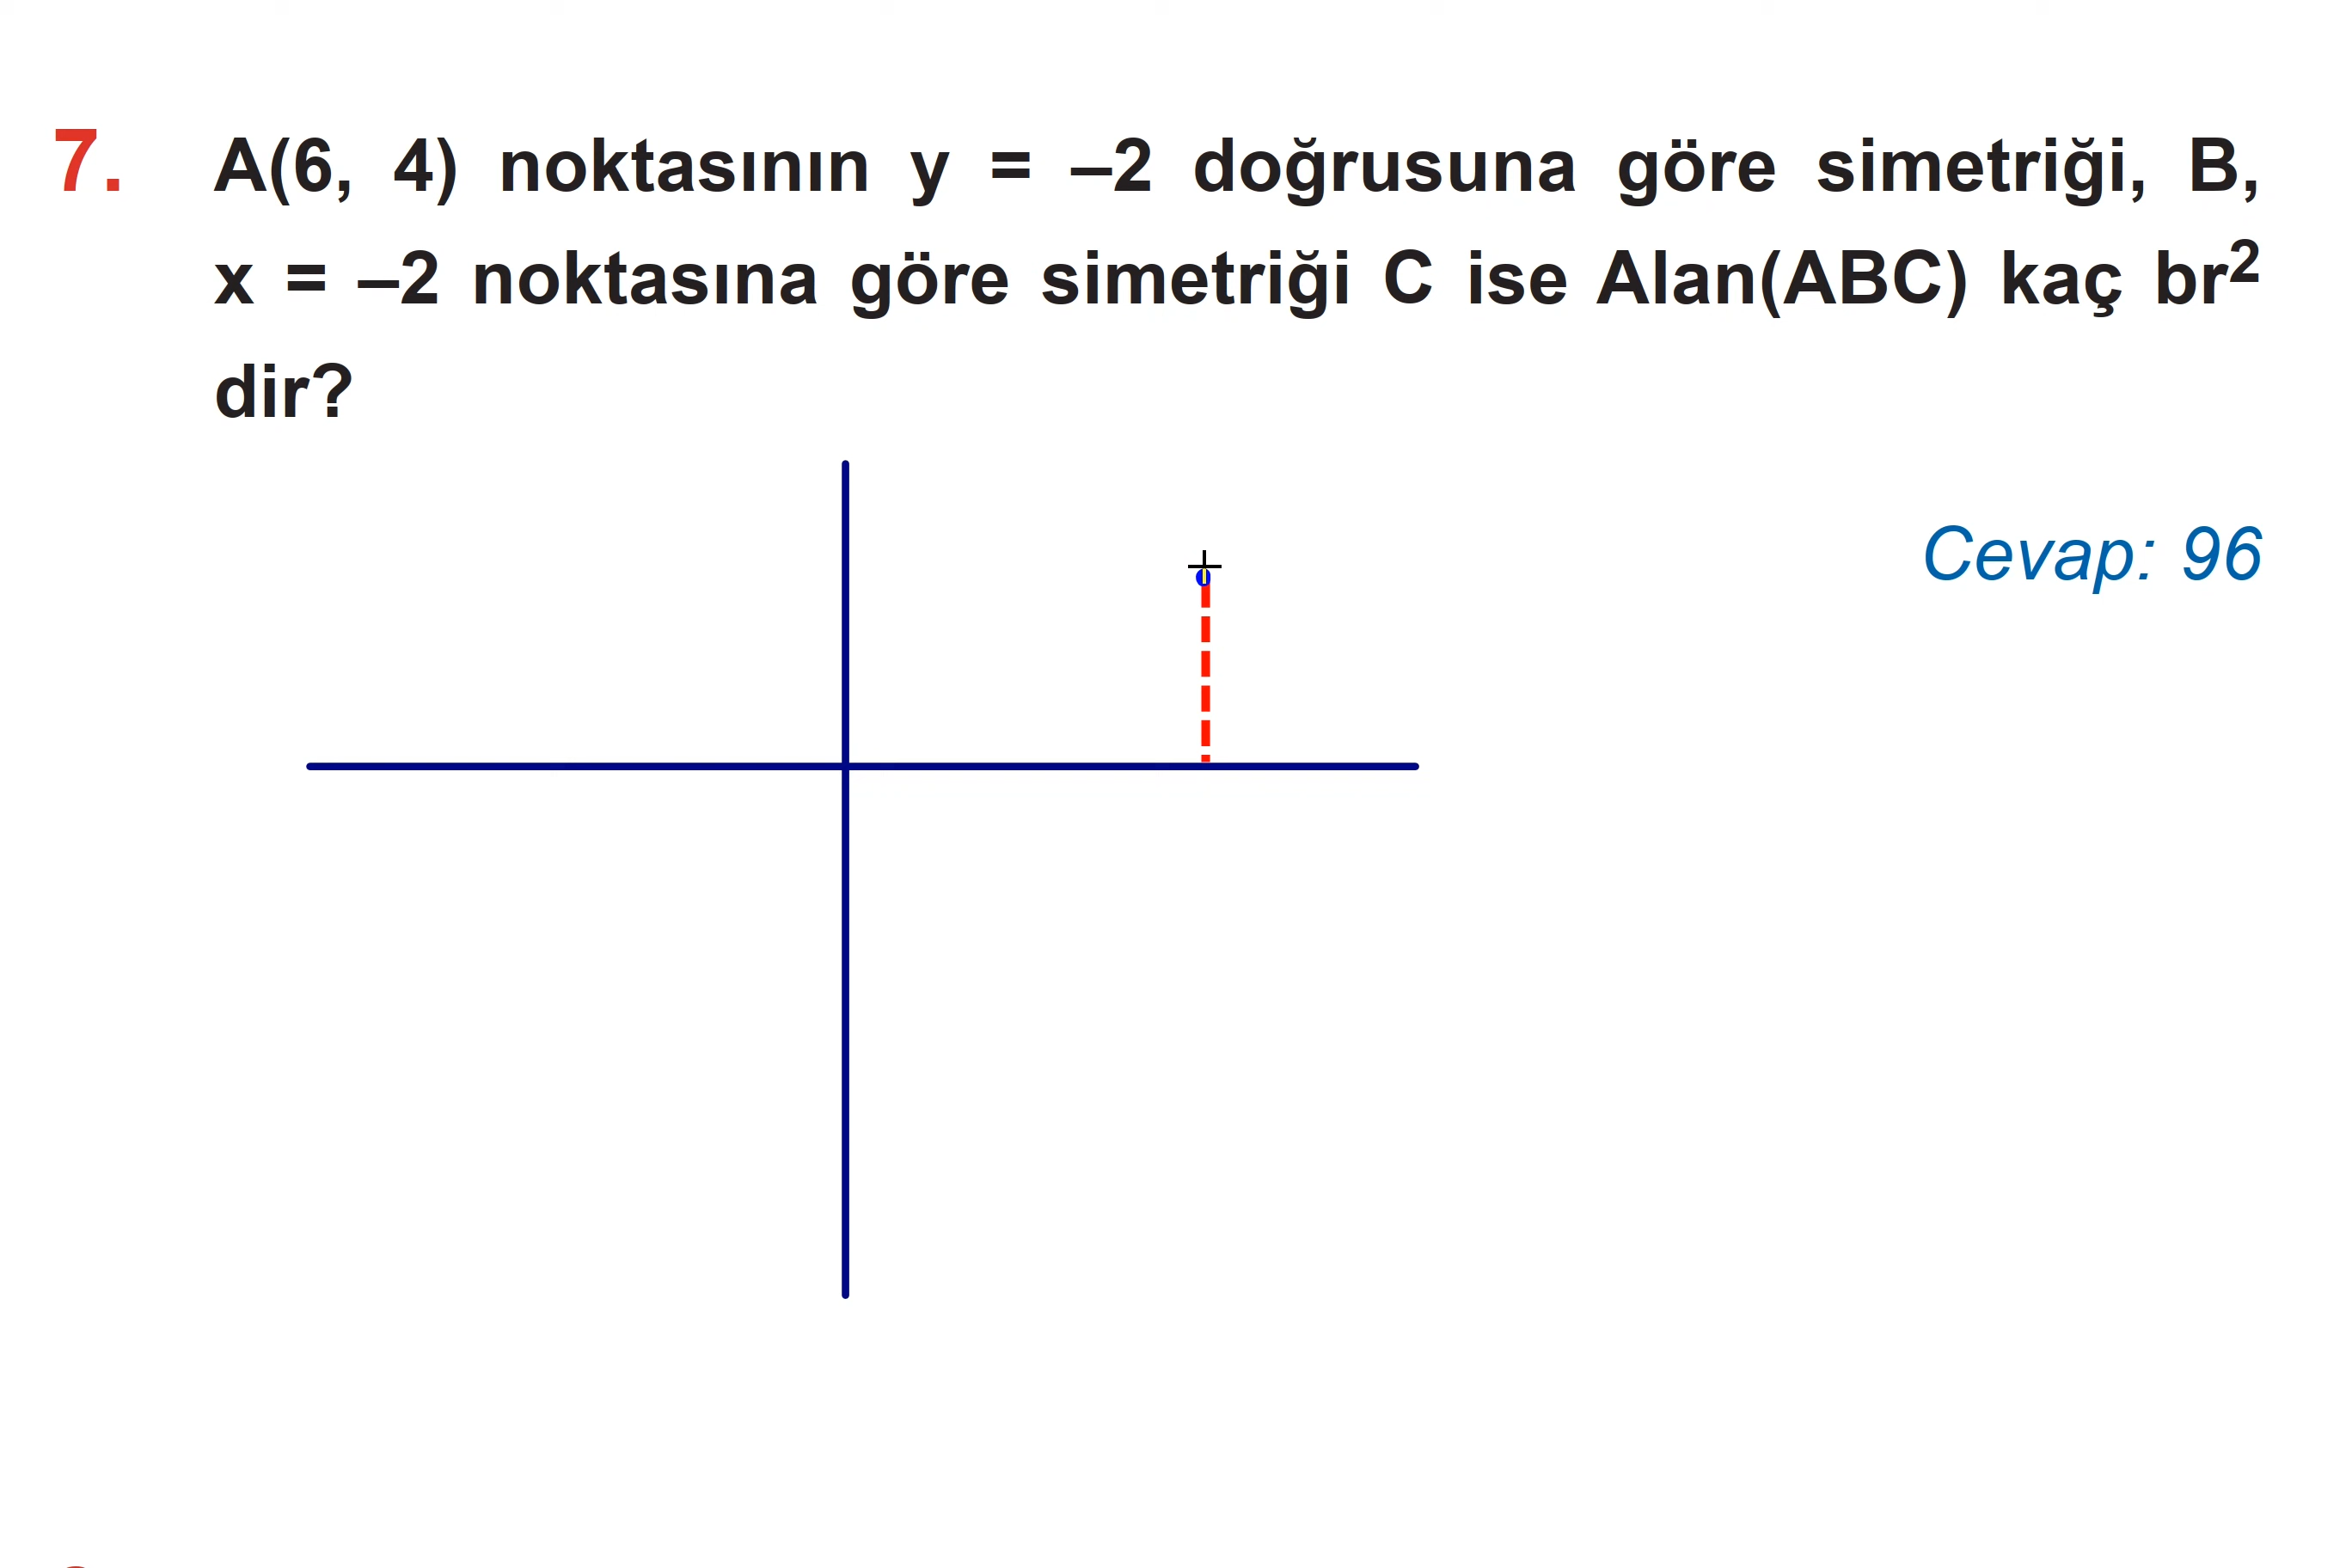 7. A(6, 4) noktasının y = –2 doğrusuna göre simetriği, B,
x = –2 noktasına göre simetriği C ise Alan(ABC) kaç br²
dir?
Cevap: 96